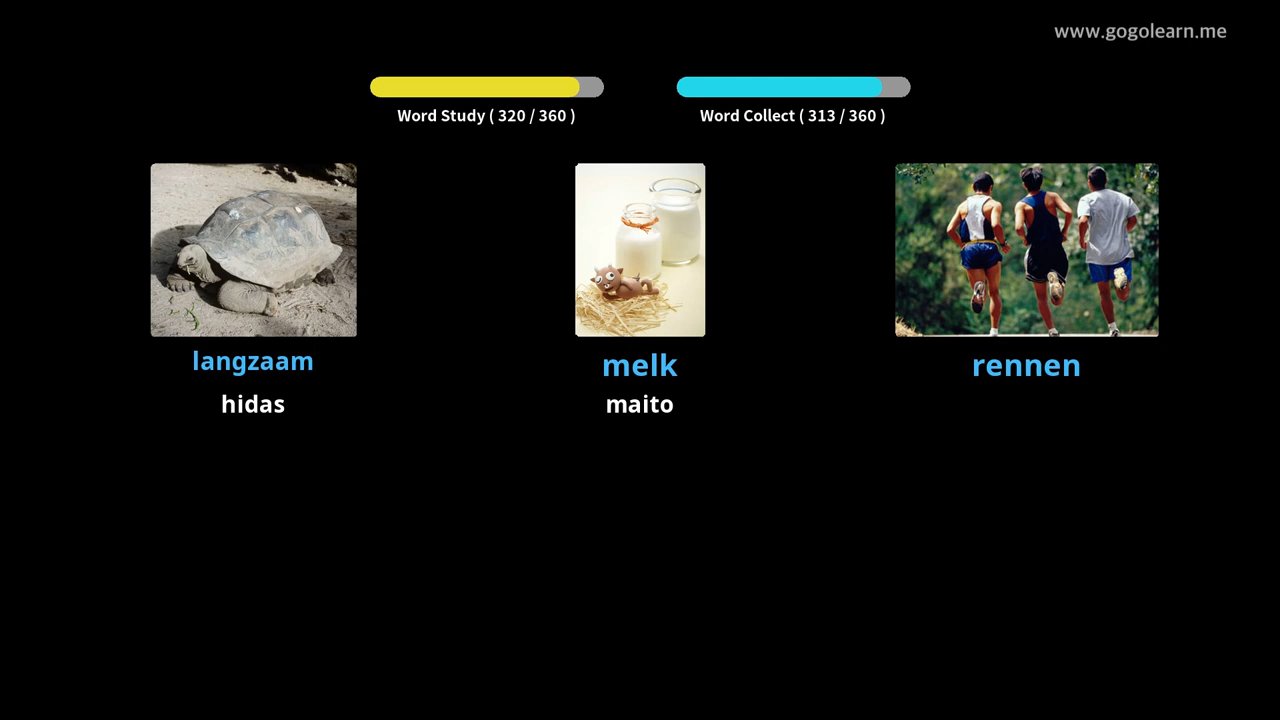 www.gogolearn.me
Word Study ( 320 / 360 )
Word Collect ( 313 / 360 )
langzaam
melk
rennen
hidas
maito